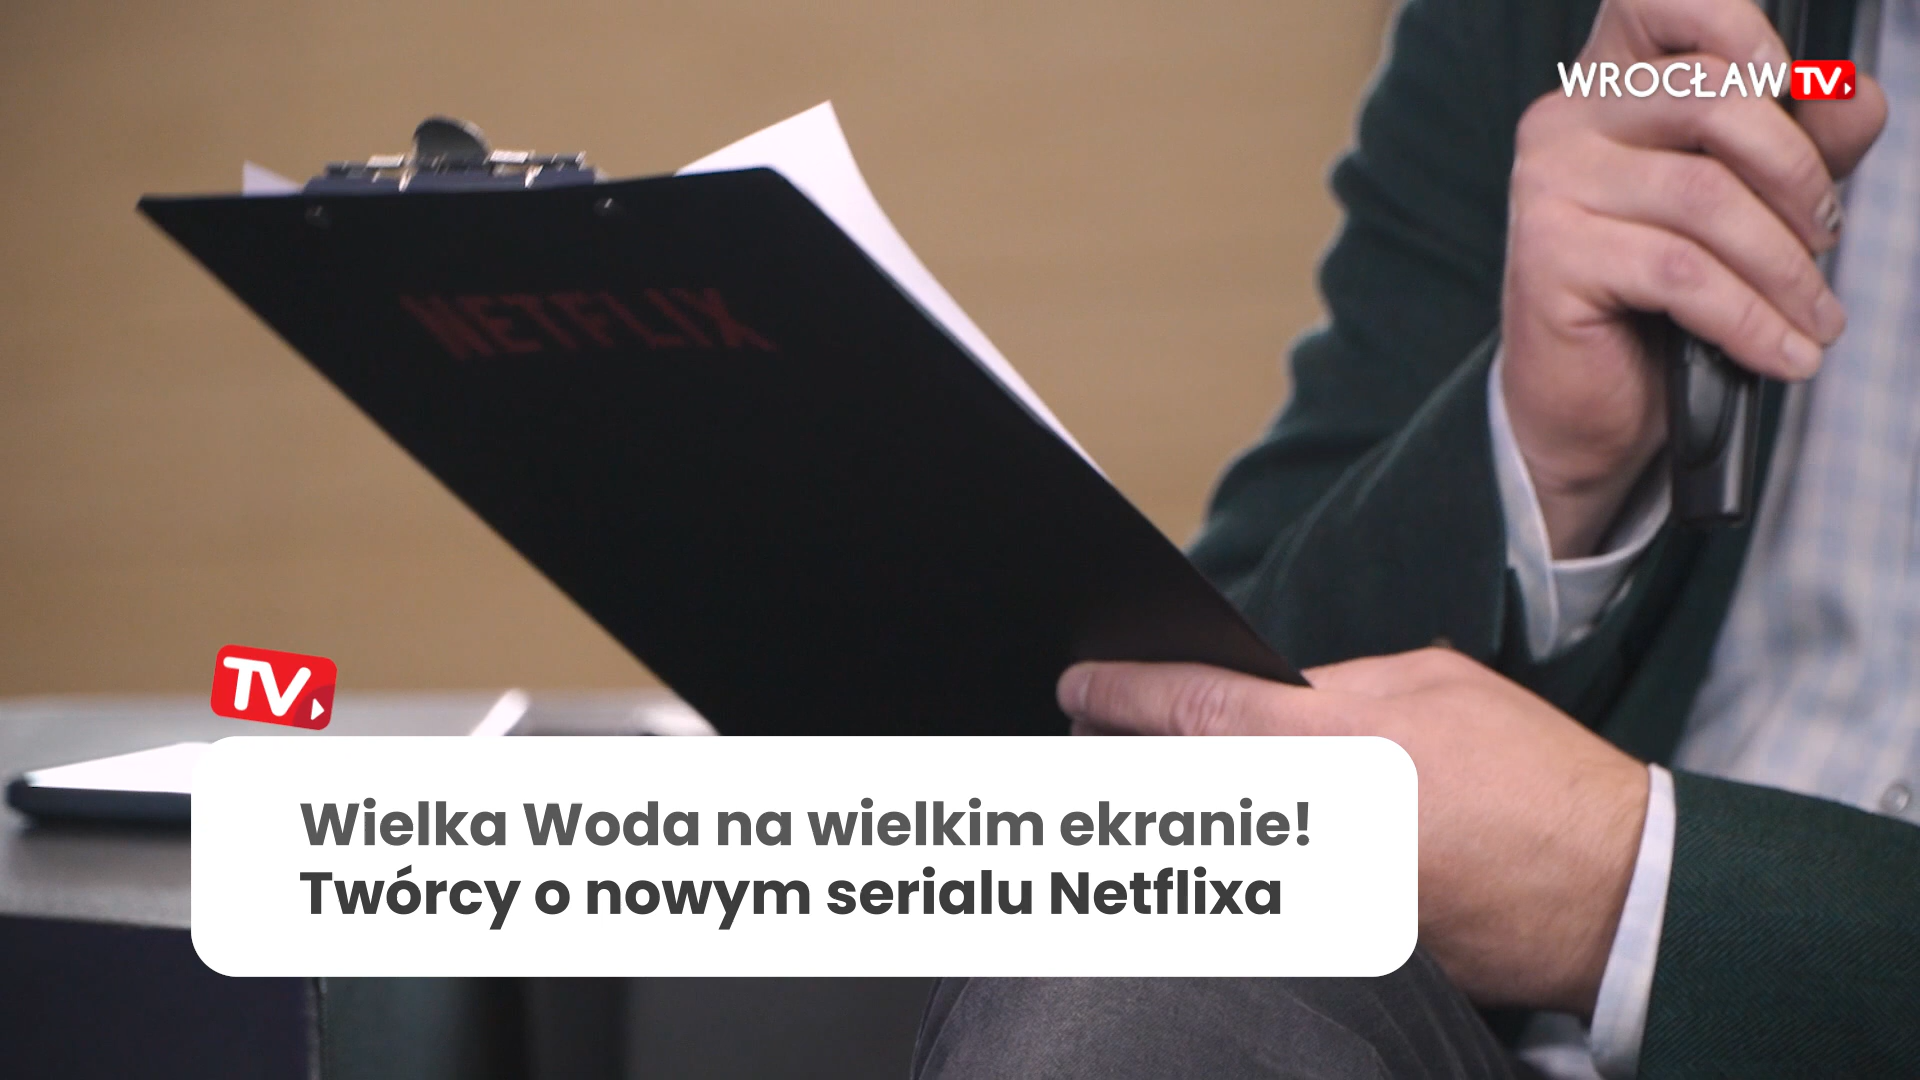 WROCŁAW TV
NETFLIX
TV
Wielka Woda na wielkim ekranie!
Twórcy o nowym serialu Netflixa